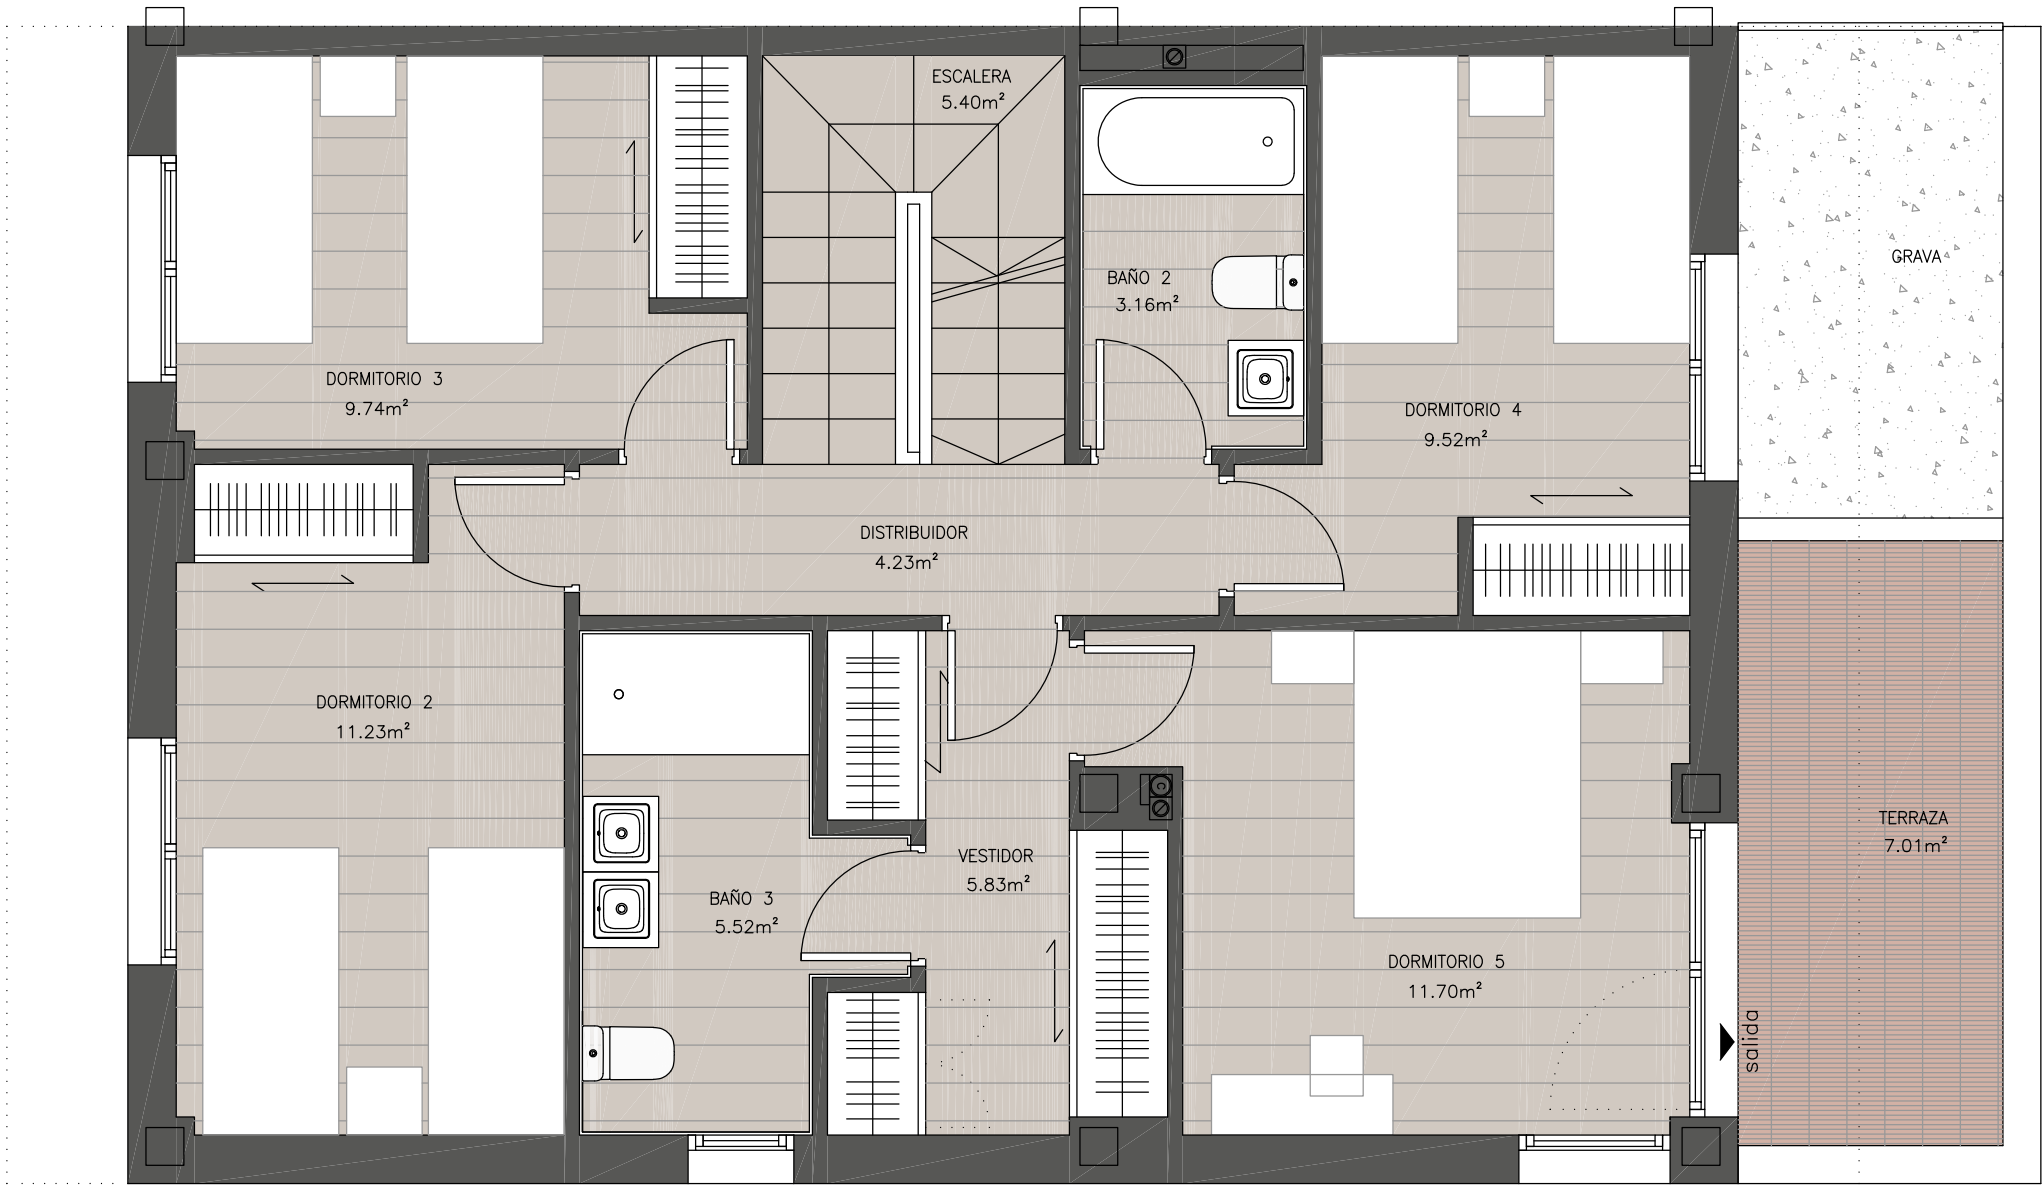 ESCALERA
5.40m²
GRAVA
BAÑO 2
3.16m²
DORMITORIO 3
9.74m²
DORMITORIO 4
9.52m²
DISTRIBUIDOR
4.23m²
DORMITORIO 2
11.23m²
C
TERRAZA
7.01m²
VESTIDOR
5.83m²
BAÑO 3
5.52m²
DORMITORIO 5
11.70m²
salida